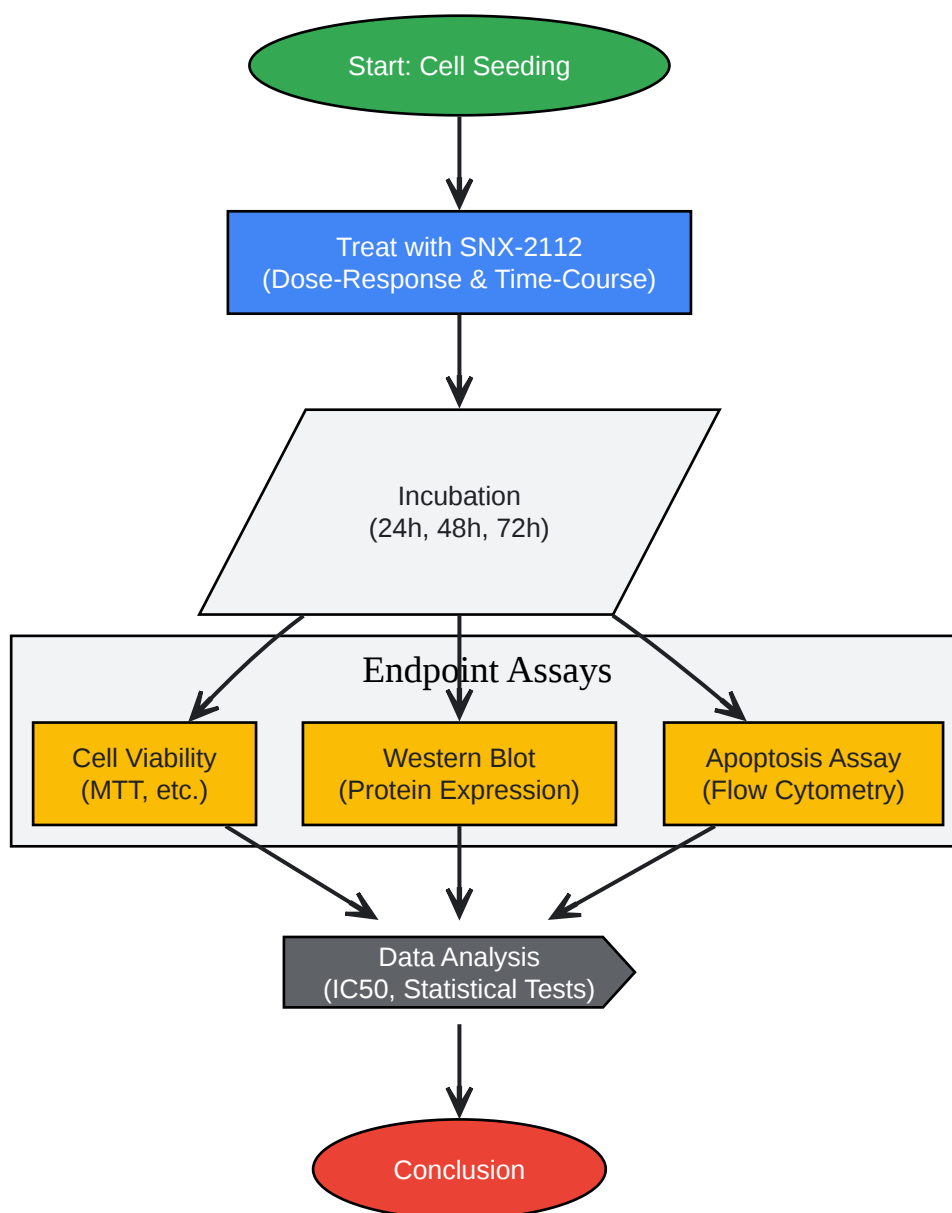 Start: Cell Seeding
Treat with SNX-2112
(Dose-Response & Time-Course)
Incubation
(24h, 48h, 72h)
Endpoint Assays
Cell Viability
(MTT, etc.)
Western Blot
(Protein Expression)
Apoptosis Assay
(Flow Cytometry)
Data Analysis
(IC50, Statistical Tests)
Conclusion